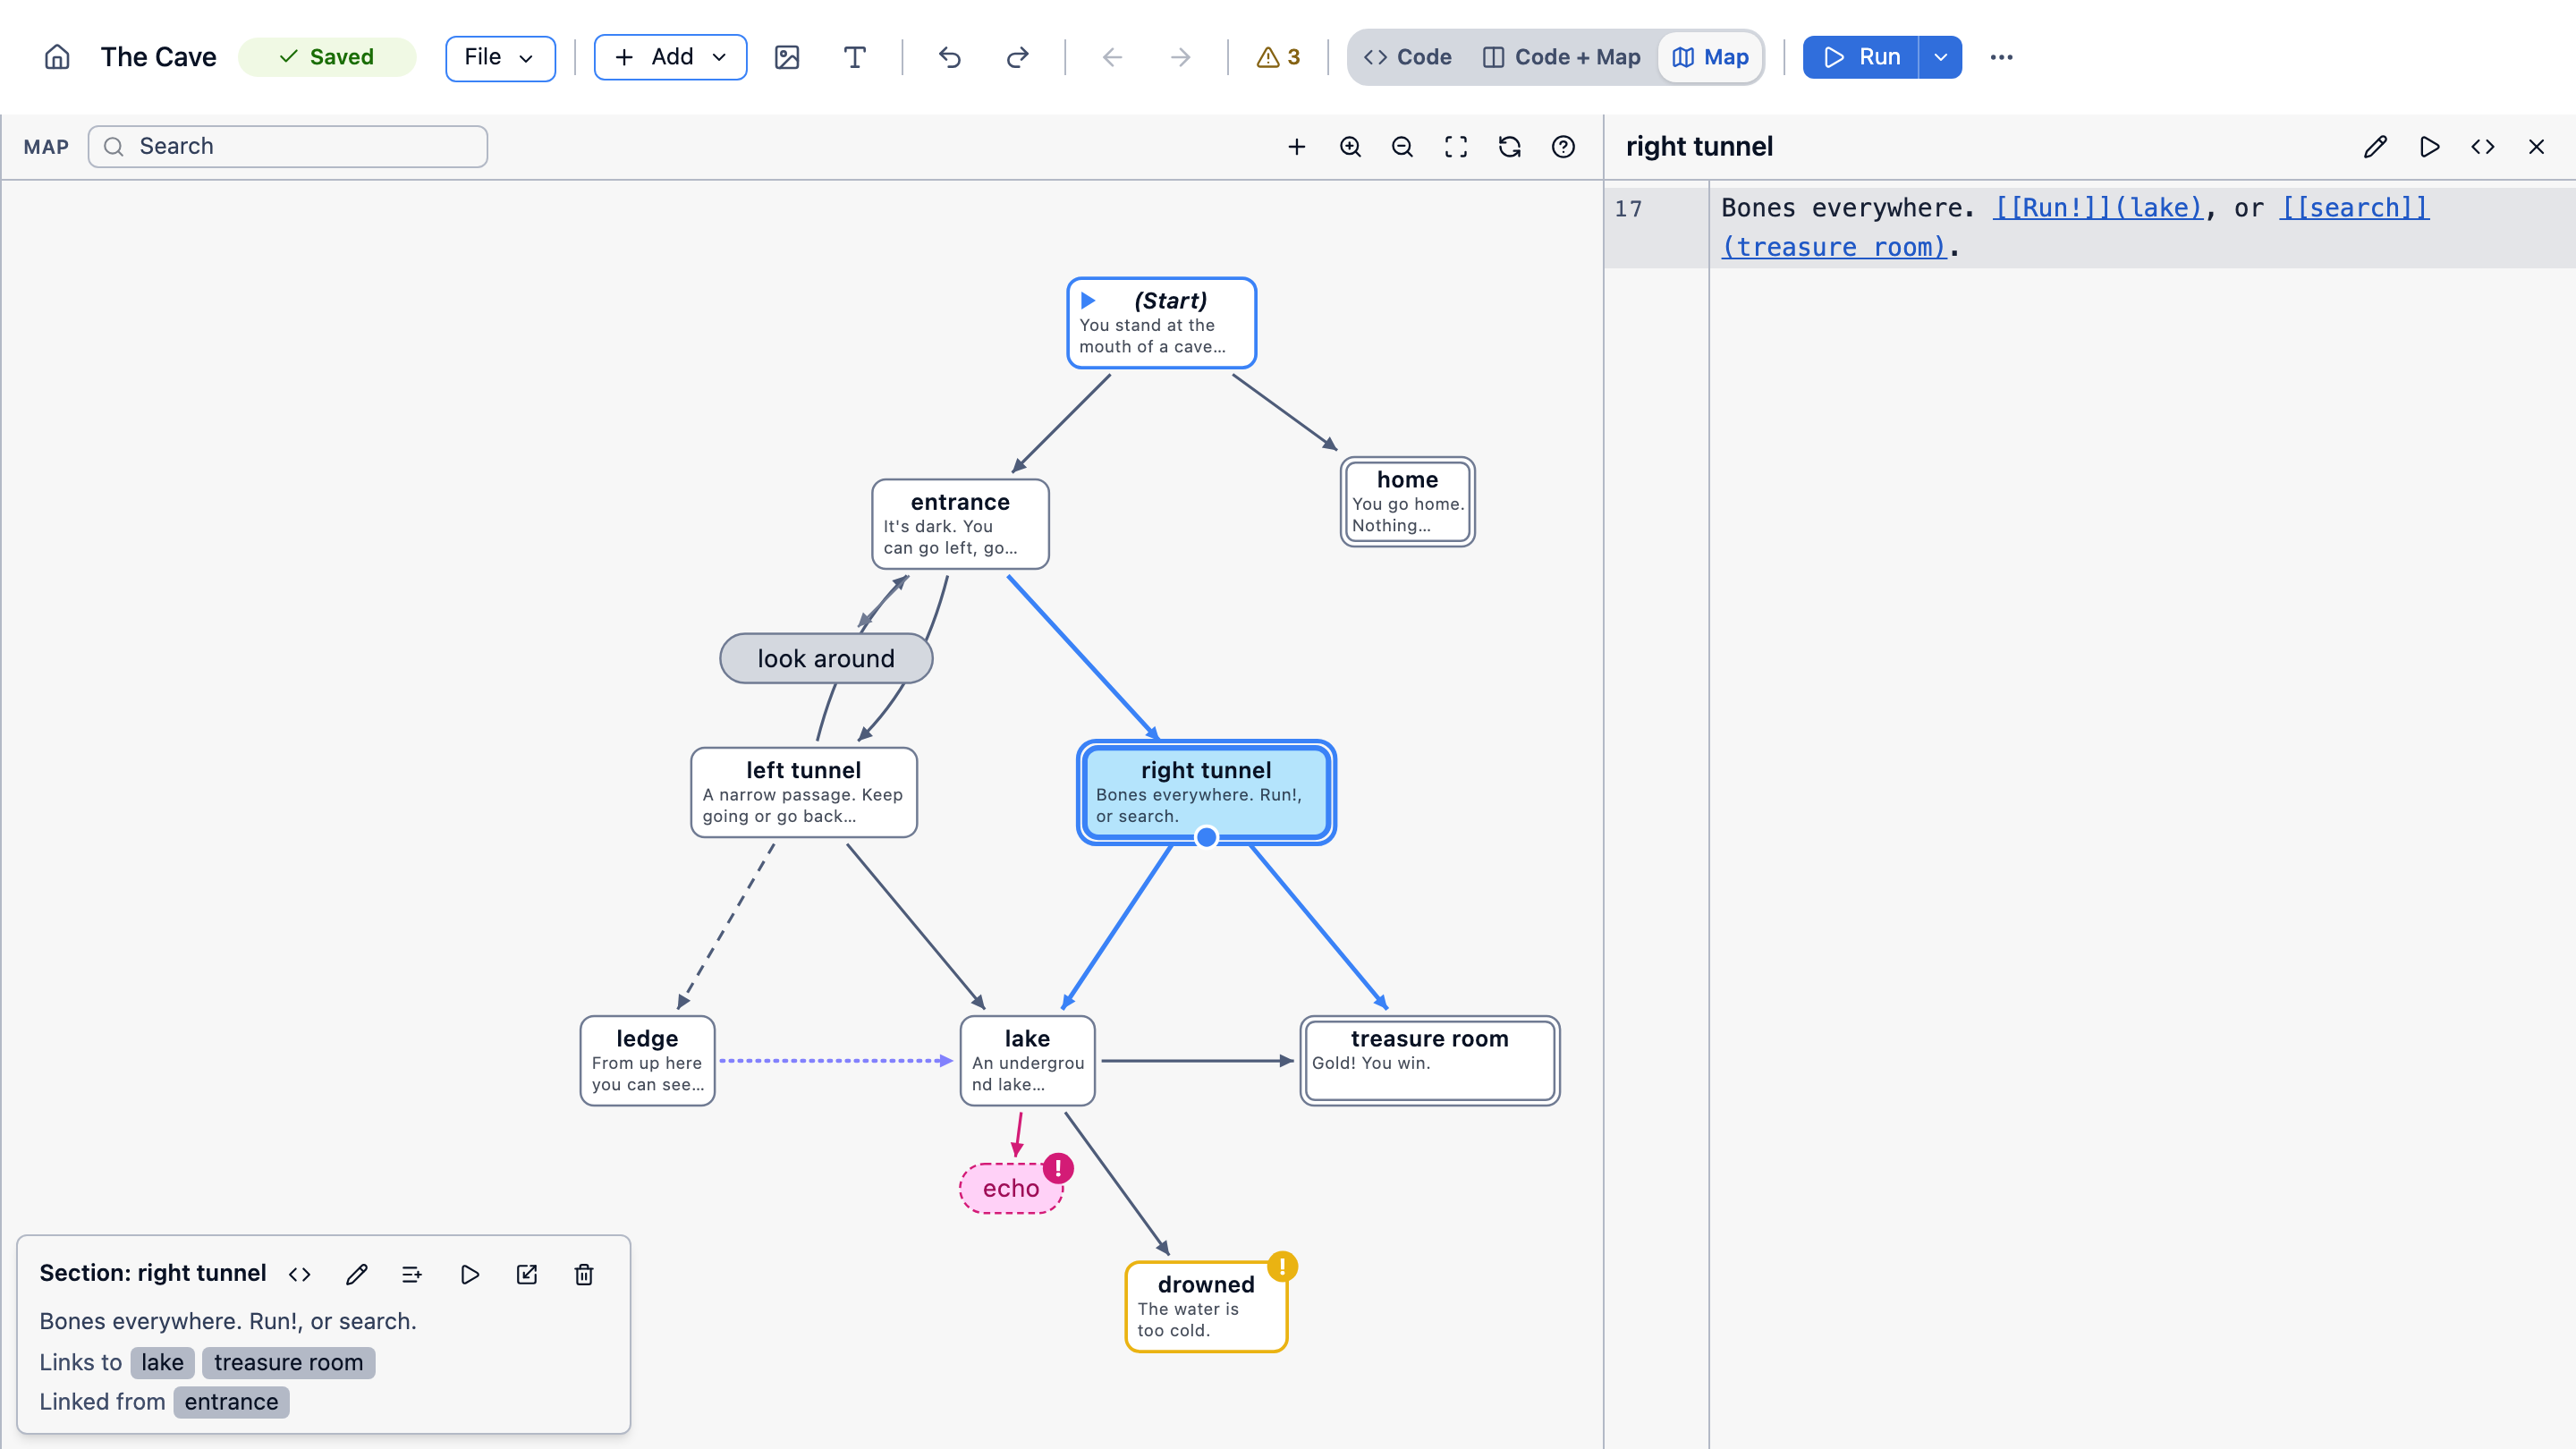 The Cave
Saved
File
Add
3
Code
Code + Map
Map
Run
MAP
Search
right tunnel
17
Bones everywhere. [[Run!]](lake), or [[search]]
(treasure room).
(Start)
You stand at the
mouth of a cave…
entrance
It's dark. You
can go left, go…
home
You go home.
Nothing…
look around
left tunnel
A narrow passage. Keep
going or go back…
right tunnel
Bones everywhere. Run!,
or search.
ledge
From up here
you can see…
lake
An undergrou
nd lake…
treasure room
Gold! You win.
echo
!
drowned
!
The water is
too cold.
Section: right tunnel
Bones everywhere. Run!, or search.
Links to lake treasure room
Linked from entrance